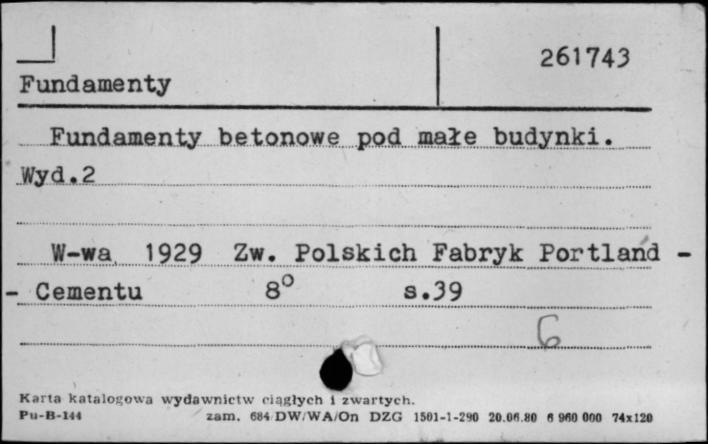 261743
Fundamenty
Fundamenty betonowe pod małe budynki.
Wyd.2
W-wa 1929 Zw. Polskich Fabryk Portland -
- Cementu 8° s.39
6
Karta katalogowa wydawnictw ciągłych i zwartych.
Pu-B-144 zam. 684/DW/WA/On DZG 1501-1-290 20.06.80 6 960 000 74x120